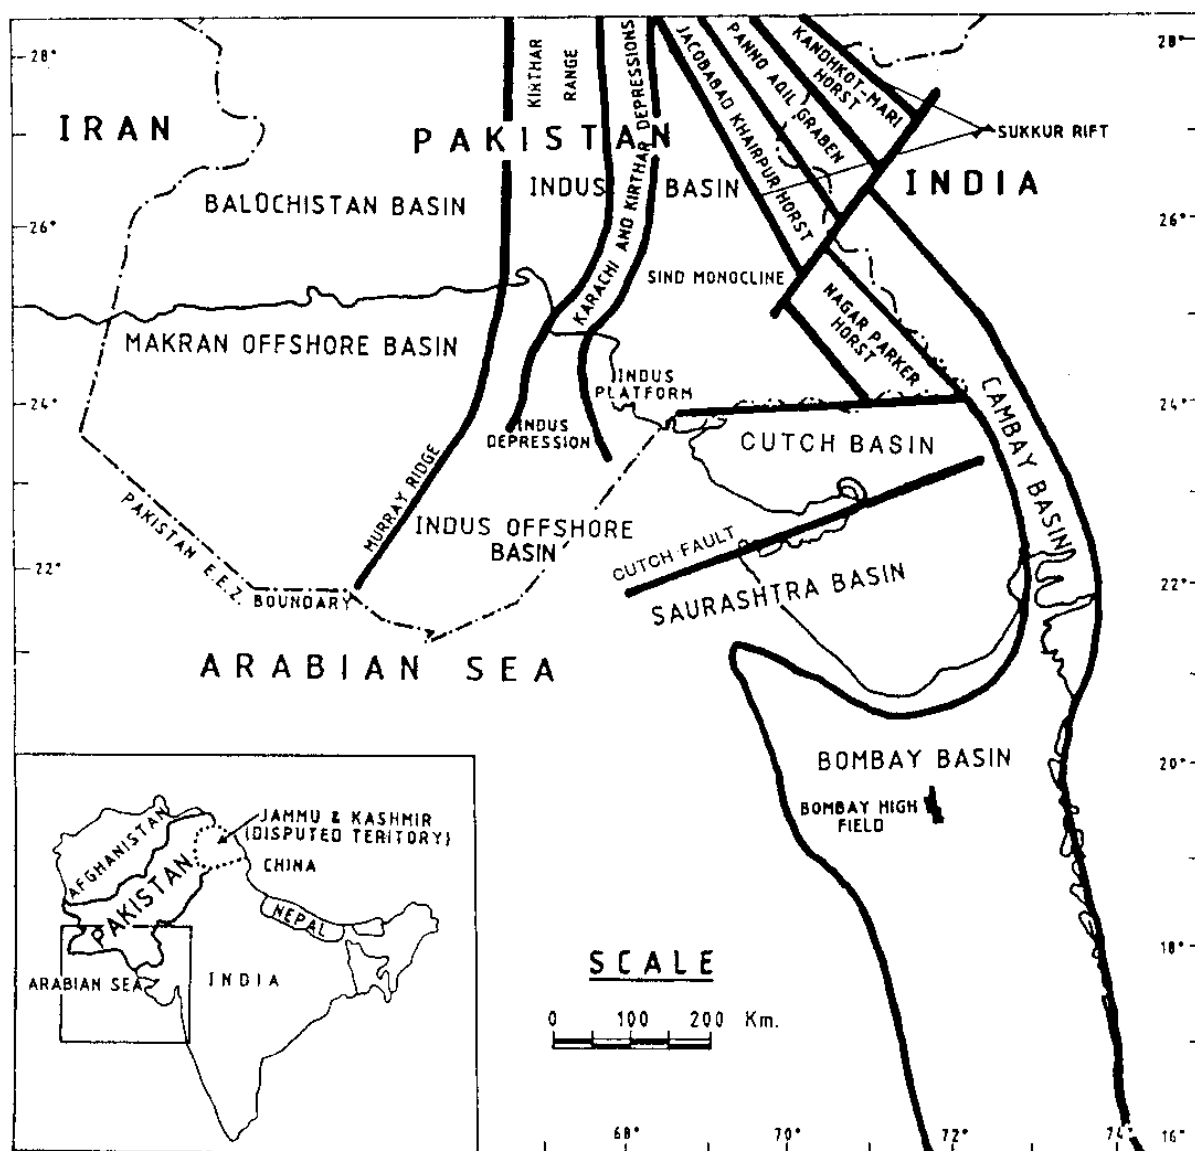 28°
KIRTHAR
RANGE
KARACHI AND KIRTHAR DEPRESSIONS
JACOBABAD KHAIRPUR HORST
PANNO AQIL GRABEN
KANDHKOT-MARI
HORST
28°
IRAN
PAKISTAN
SUKKUR RIFT
BALOCHISTAN BASIN
INDUS BASIN
INDIA
26°
26°
SIND MONOCLINE
NAGAR PARKER
HORST
MAKRAN OFFSHORE BASIN
INDUS
PLATFORM
24°
24°
INDUS
DEPRESSION
CUTCH BASIN
CAMBAY BASIN
MURRAY RIDGE
PAKISTAN E.E.Z.
BOUNDARY
INDUS OFFSHORE
BASIN
CUTCH FAULT
22°
22°
SAURASHTRA BASIN
ARABIAN SEA
BOMBAY BASIN
20°
BOMBAY HIGH
FIELD
JAMMU & KASHMIR
(DISPUTED TERITORY)
AFGHANISTAN
CHINA
PAKISTAN
NEPAL
ARABIAN SEA
INDIA
18°
SCALE
0 100 200 Km.
68° 70° 72° 74° 16°